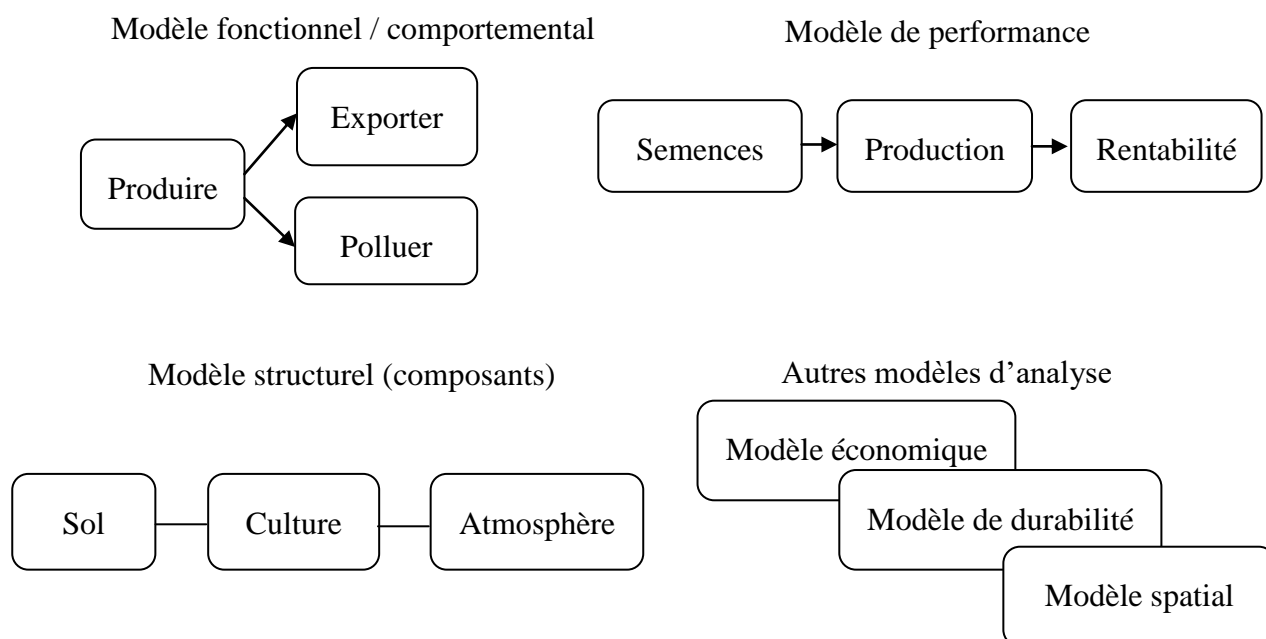 Modèle fonctionnel / comportemental
Exporter
Produire
Polluer
Modèle de performance
Semences
Production
Rentabilité
Modèle structurel (composants)
Sol
Culture
Atmosphère
Autres modèles d’analyse
Modèle économique
Modèle de durabilité
Modèle spatial